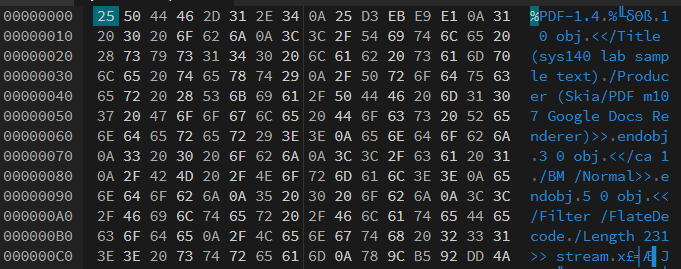 00000000 25 50 44 46 2D 31 2E 34 0A 25 D3 EB E9 E1 0A 31 %PDF-1.4.%╙δΘß.1
00000010 20 30 20 6F 62 6A 0A 3C 3C 2F 54 69 74 6C 65 20 0 obj.<</Title
00000020 28 73 79 73 31 34 30 20 6C 61 62 20 73 61 6D 70 (sys140 lab samp
00000030 6C 65 20 74 65 78 74 29 0A 2F 50 72 6F 64 75 63 le text)./Produc
00000040 65 72 20 28 53 6B 69 61 2F 50 44 46 20 6D 31 30 er (Skia/PDF m10
00000050 37 20 47 6F 6F 67 6C 65 20 44 6F 63 73 20 52 65 7 Google Docs Re
00000060 6E 64 65 72 65 72 29 3E 3E 0A 65 6E 64 6F 62 6A nderer)>>.endobj
00000070 0A 33 20 30 20 6F 62 6A 0A 3C 3C 2F 63 61 20 31 .3 0 obj.<</ca 1
00000080 0A 2F 42 4D 20 2F 4E 6F 72 6D 61 6C 3E 3E 0A 65 ./BM /Normal>>.e
00000090 6E 64 6F 62 6A 0A 35 20 30 20 6F 62 6A 0A 3C 3C ndobj.5 0 obj.<<
000000A0 2F 46 69 6C 74 65 72 20 2F 46 6C 61 74 65 44 65 /Filter /FlateDe
000000B0 63 6F 64 65 0A 2F 4C 65 6E 67 74 68 20 32 33 31 code./Length 231
000000C0 3E 3E 20 73 74 72 65 61 6D 0A 78 9C B5 92 DD 4A >> stream.x£╡Æ▌J